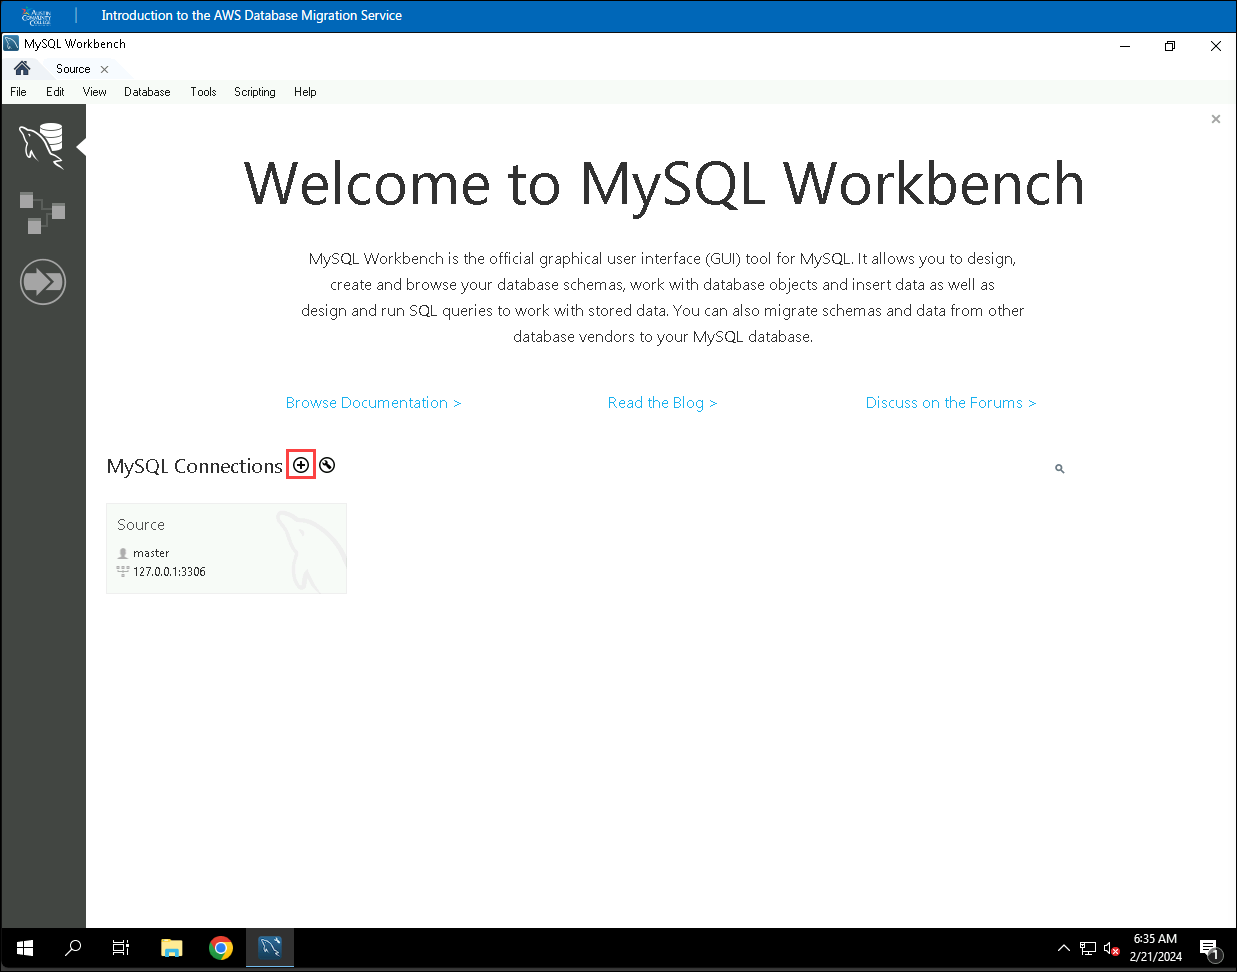 AUSTIN
COMMUNITY
COLLEGE
Introduction to the AWS Database Migration Service
MySQL Workbench
Source
File Edit View Database Tools Scripting Help
Welcome to MySQL Workbench
MySQL Workbench is the official graphical user interface (GUI) tool for MySQL. It allows you to design,
create and browse your database schemas, work with database objects and insert data as well as
design and run SQL queries to work with stored data. You can also migrate schemas and data from other
database vendors to your MySQL database.
Browse Documentation > Read the Blog > Discuss on the Forums >
MySQL Connections
Source
master
127.0.0.1:3306
6:35 AM
2/21/2024
1